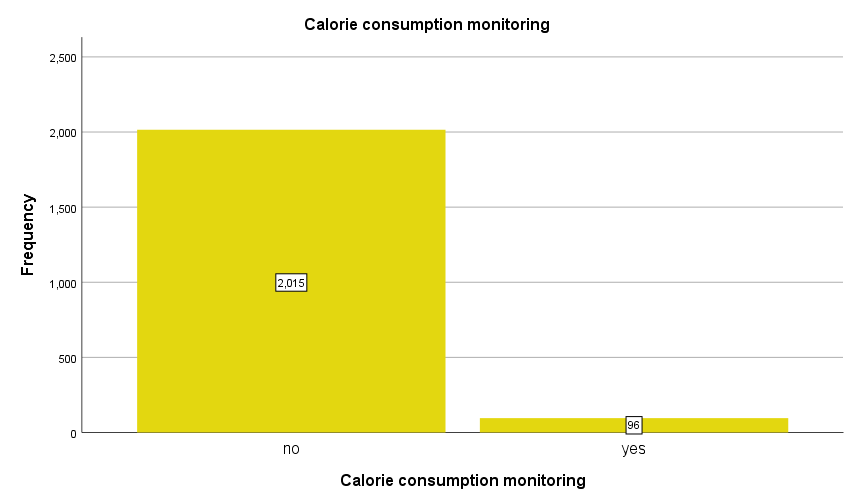 Calorie consumption monitoring
Frequency
2,500
2,000
1,500
1,000
500
0
2,015
96
no
yes
Calorie consumption monitoring